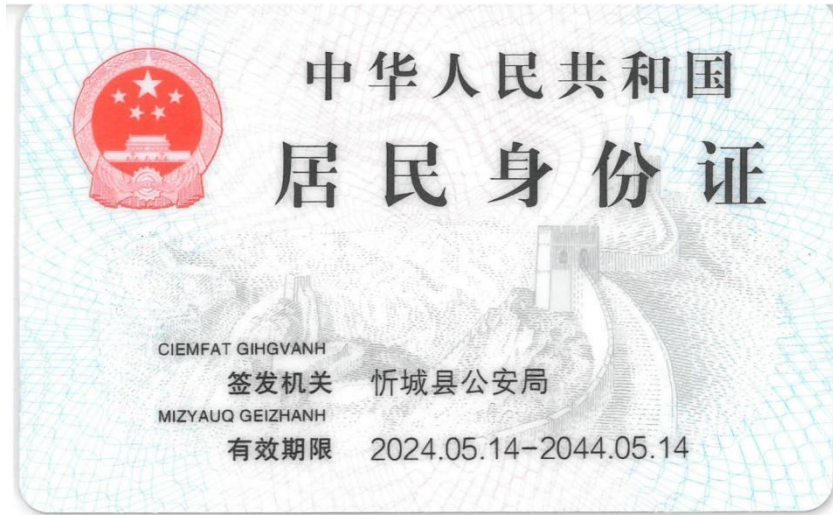 中华人民共和国
居民身份证
CIEMFAT GIHGVANH
签发机关 忻城县公安局
MIZYAUQ GEIZHANH
有效期限 2024.05.14-2044.05.14